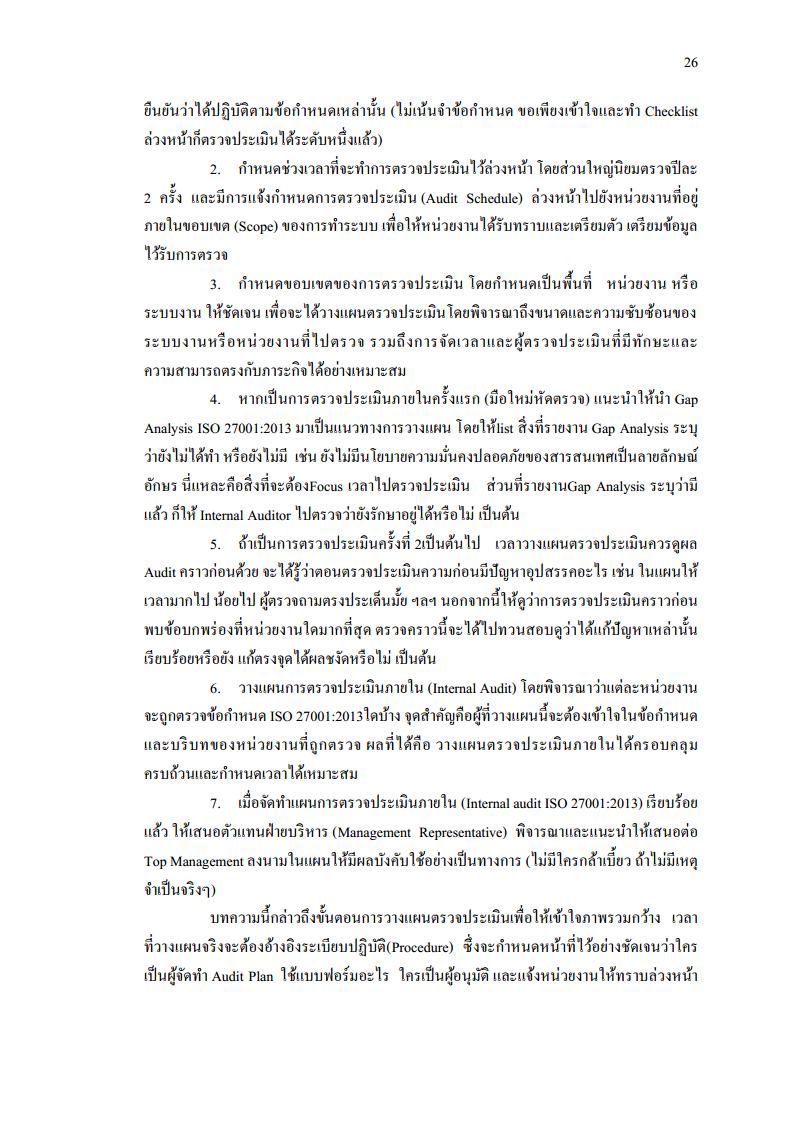 26
ยืนยันว่าได้ปฏิบัติตามข้อกำหนดเหล่านั้น (ไม่เน้นจำข้อกำหนด ขอเพียงเข้าใจและทำ Checklist
ล่วงหน้าก็ตรวจประเมินได้ระดับหนึ่งแล้ว)
2. กำหนดช่วงเวลาที่จะทำการตรวจประเมินไว้ล่วงหน้า โดยส่วนใหญ่นิยมตรวจปีละ
2 ครั้ง และมีการแจ้งกำหนดการตรวจประเมิน (Audit Schedule) ล่วงหน้าไปยังหน่วยงานที่อยู่
ภายในขอบเขต (Scope) ของการทำระบบ เพื่อให้หน่วยงานได้รับทราบและเตรียมตัว เตรียมข้อมูล
ไว้รับการตรวจ
3. กำหนดขอบเขตของการตรวจประเมิน โดยกำหนดเป็นพื้นที่ หน่วยงาน หรือ
ระบบงาน ให้ชัดเจน เพื่อจะได้วางแผนตรวจประเมินโดยพิจารณาถึงขนาดและความซับซ้อนของ
ระบบงานหรือหน่วยงานที่ไปตรวจ รวมถึงการจัดเวลาและผู้ตรวจประเมินที่มีทักษะและ
ความสามารถตรงกับภาระกิจได้อย่างเหมาะสม
4. หากเป็นการตรวจประเมินภายในครั้งแรก (มือใหม่หัดตรวจ) แนะนำให้นำ Gap
Analysis ISO 27001:2013 มาเป็นแนวทางการวางแผน โดยให้list สิ่งที่รายงาน Gap Analysis ระบุ
ว่ายังไม่ได้ทำ หรือยังไม่มี เช่น ยังไม่มีนโยบายความมั่นคงปลอดภัยของสารสนเทศเป็นลายลักษณ์
อักษร นี่แหละคือสิ่งที่จะต้องFocus เวลาไปตรวจประเมิน ส่วนที่รายงานGap Analysis ระบุว่ามี
แล้ว ก็ให้ Internal Auditor ไปตรวจว่ายังรักษาอยู่ได้หรือไม่ เป็นต้น
5. ถ้าเป็นการตรวจประเมินครั้งที่ 2เป็นต้นไป เวลาวางแผนตรวจประเมินควรดูผล
Audit คราวก่อนด้วย จะได้รู้ว่าตอนตรวจประเมินความก่อนมีปัญหาอุปสรรคอะไร เช่น ในแผนให้
เวลามากไป น้อยไป ผู้ตรวจถามตรงประเด็นมั้ย ฯลฯ นอกจากนี้ให้ดูว่าการตรวจประเมินคราวก่อน
พบข้อบกพร่องที่หน่วยงานใดมากที่สุด ตรวจคราวนี้จะได้ไปทวนสอบดูว่าได้แก้ปัญหาเหล่านั้น
เรียบร้อยหรือยัง แก้ตรงจุดได้ผลชงัดหรือไม่ เป็นต้น
6. วางแผนการตรวจประเมินภายใน (Internal Audit) โดยพิจารณาว่าแต่ละหน่วยงาน
จะถูกตรวจข้อกำหนด ISO 27001:2013ใดบ้าง จุดสำคัญคือผู้ที่วางแผนนี้จะต้องเข้าใจในข้อกำหนด
และบริบทของหน่วยงานที่ถูกตรวจ ผลที่ได้คือ วางแผนตรวจประเมินภายในได้ครอบคลุม
ครบถ้วนและกำหนดเวลาได้เหมาะสม
7. เมื่อจัดทำแผนการตรวจประเมินภายใน (Internal audit ISO 27001:2013) เรียบร้อย
แล้ว ให้เสนอตัวแทนฝ่ายบริหาร (Management Representative) พิจารณาและแนะนำให้เสนอต่อ
Top Management ลงนามในแผนให้มีผลบังคับใช้อย่างเป็นทางการ (ไม่มีใครกล้าเบี้ยว ถ้าไม่มีเหตุ
จำเป็นจริงๆ)
บทความนี้กล่าวถึงขั้นตอนการวางแผนตรวจประเมินเพื่อให้เข้าใจภาพรวมกว้าง เวลา
ที่วางแผนจริงจะต้องอ้างอิงระเบียบปฏิบัติ(Procedure) ซึ่งจะกำหนดหน้าที่ไว้อย่างชัดเจนว่าใคร
เป็นผู้จัดทำ Audit Plan ใช้แบบฟอร์มอะไร ใครเป็นผู้อนุมัติ และแจ้งหน่วยงานให้ทราบล่วงหน้า